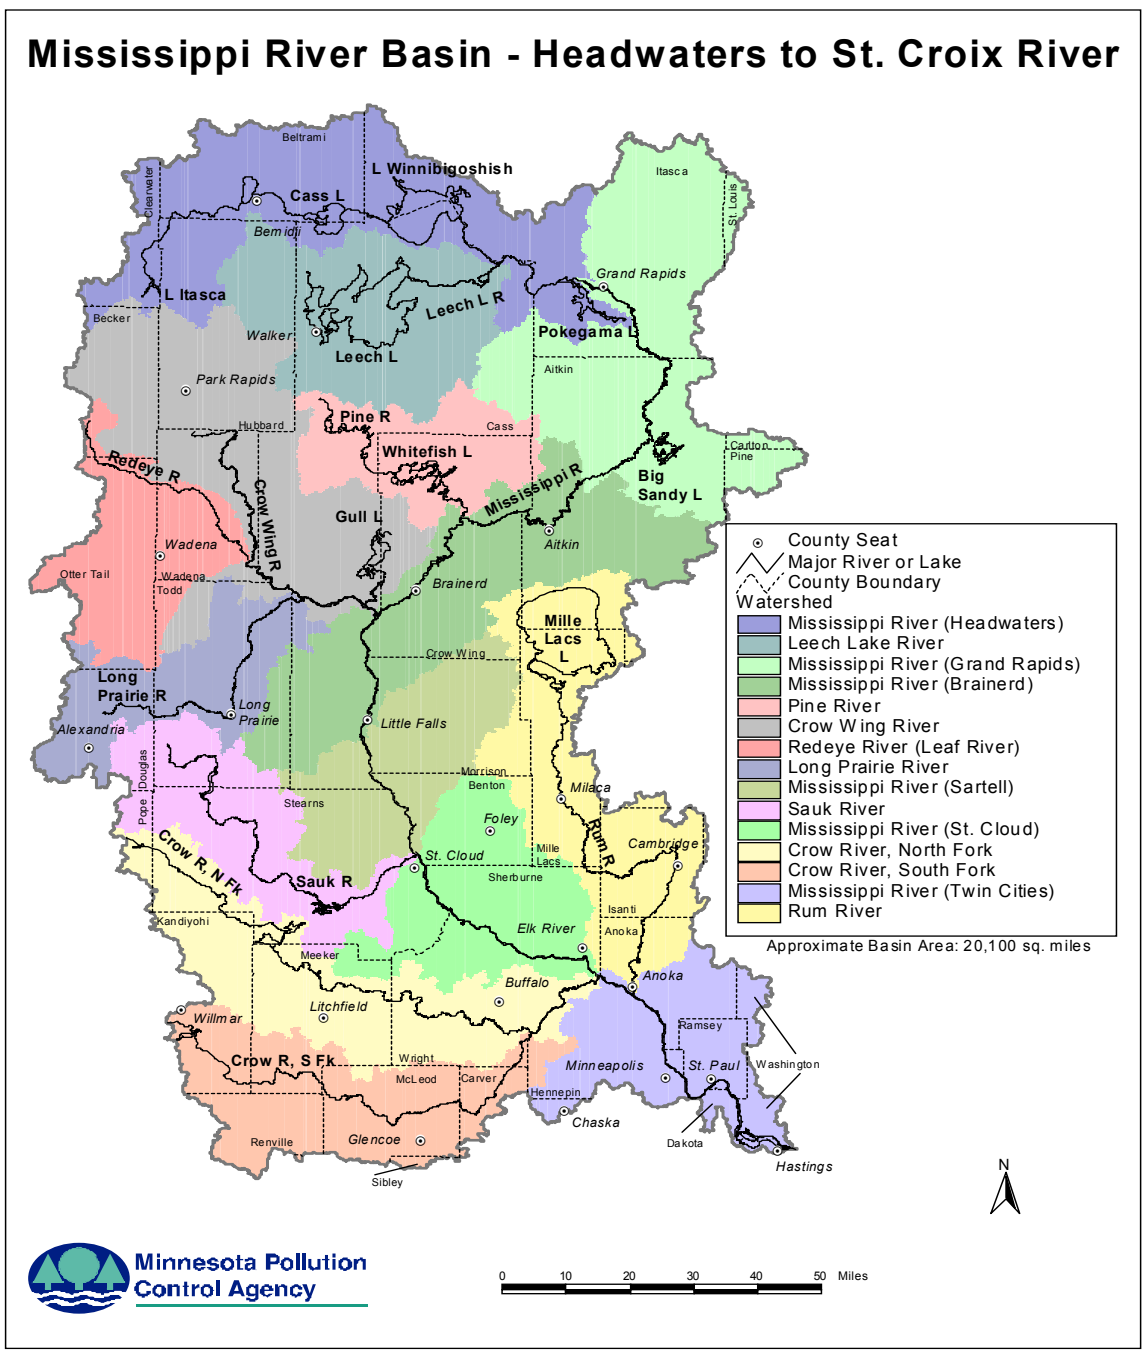 Mississippi River Basin - Headwaters to St. Croix River
Beltrami
L Winnibigoshish
Itasca
Clearwater
St. Louis
Cass L
Bemidji
Grand Rapids
L Itasca
Leech L R
Becker
Walker
Pokegama L
Leech L
Aitkin
Park Rapids
Pine R
Hubbard
Cass
Carlton
Pine
Whitefish L
Redeye R
Mississippi R
Big
Sandy L
Crow Wing R
Gull L
Wadena
Aitkin
Otter Tail
Wadena
Todd
Brainerd
Mille
Lacs
L
Crow Wing
Long
Prairie R
Long
Prairie
Little Falls
Alexandria
Douglas
Pope
Morrison
Benton
Stearns
Milaca
Foley
Rum R
Cambridge
Crow R, N Fk
Mille
Lacs
St. Cloud
Sherburne
Sauk R
Isanti
Kandiyohi
Elk River
Anoka
Meeker
Buffalo
Anoka
Litchfield
Willmar
Ramsey
Crow R, S Fk
Wright
Minneapolis
St. Paul
Washington
McLeod
Carver
Hennepin
Chaska
Renville
Glencoe
Dakota
Sibley
Hastings
County Seat
Major River or Lake
County Boundary
Watershed
Mississippi River (Headwaters)
Leech Lake River
Mississippi River (Grand Rapids)
Mississippi River (Brainerd)
Pine River
Crow Wing River
Redeye River (Leaf River)
Long Prairie River
Mississippi River (Sartell)
Sauk River
Mississippi River (St. Cloud)
Crow River, North Fork
Crow River, South Fork
Mississippi River (Twin Cities)
Rum River
Approximate Basin Area: 20,100 sq. miles
N
Minnesota Pollution
Control Agency
0 10 20 30 40 50 Miles